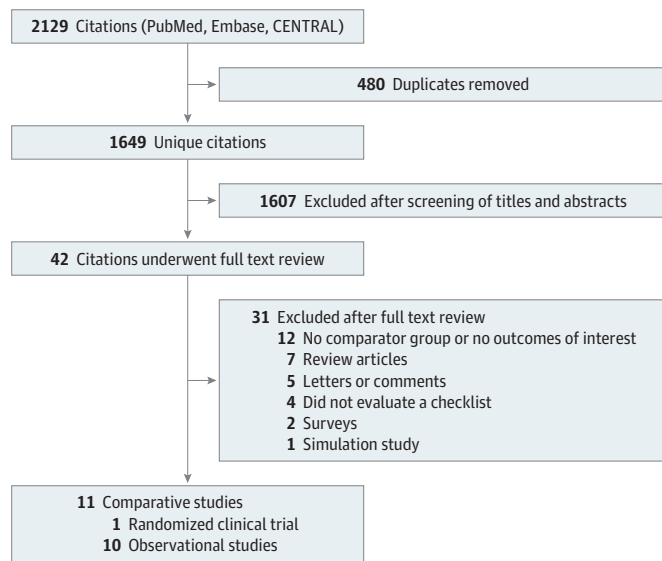 2129 Citations (PubMed, Embase, CENTRAL)
480 Duplicates removed
1649 Unique citations
1607 Excluded after screening of titles and abstracts
42 Citations underwent full text review
31 Excluded after full text review
12 No comparator group or no outcomes of interest
7 Review articles
5 Letters or comments
4 Did not evaluate a checklist
2 Surveys
1 Simulation study
11 Comparative studies
1 Randomized clinical trial
10 Observational studies